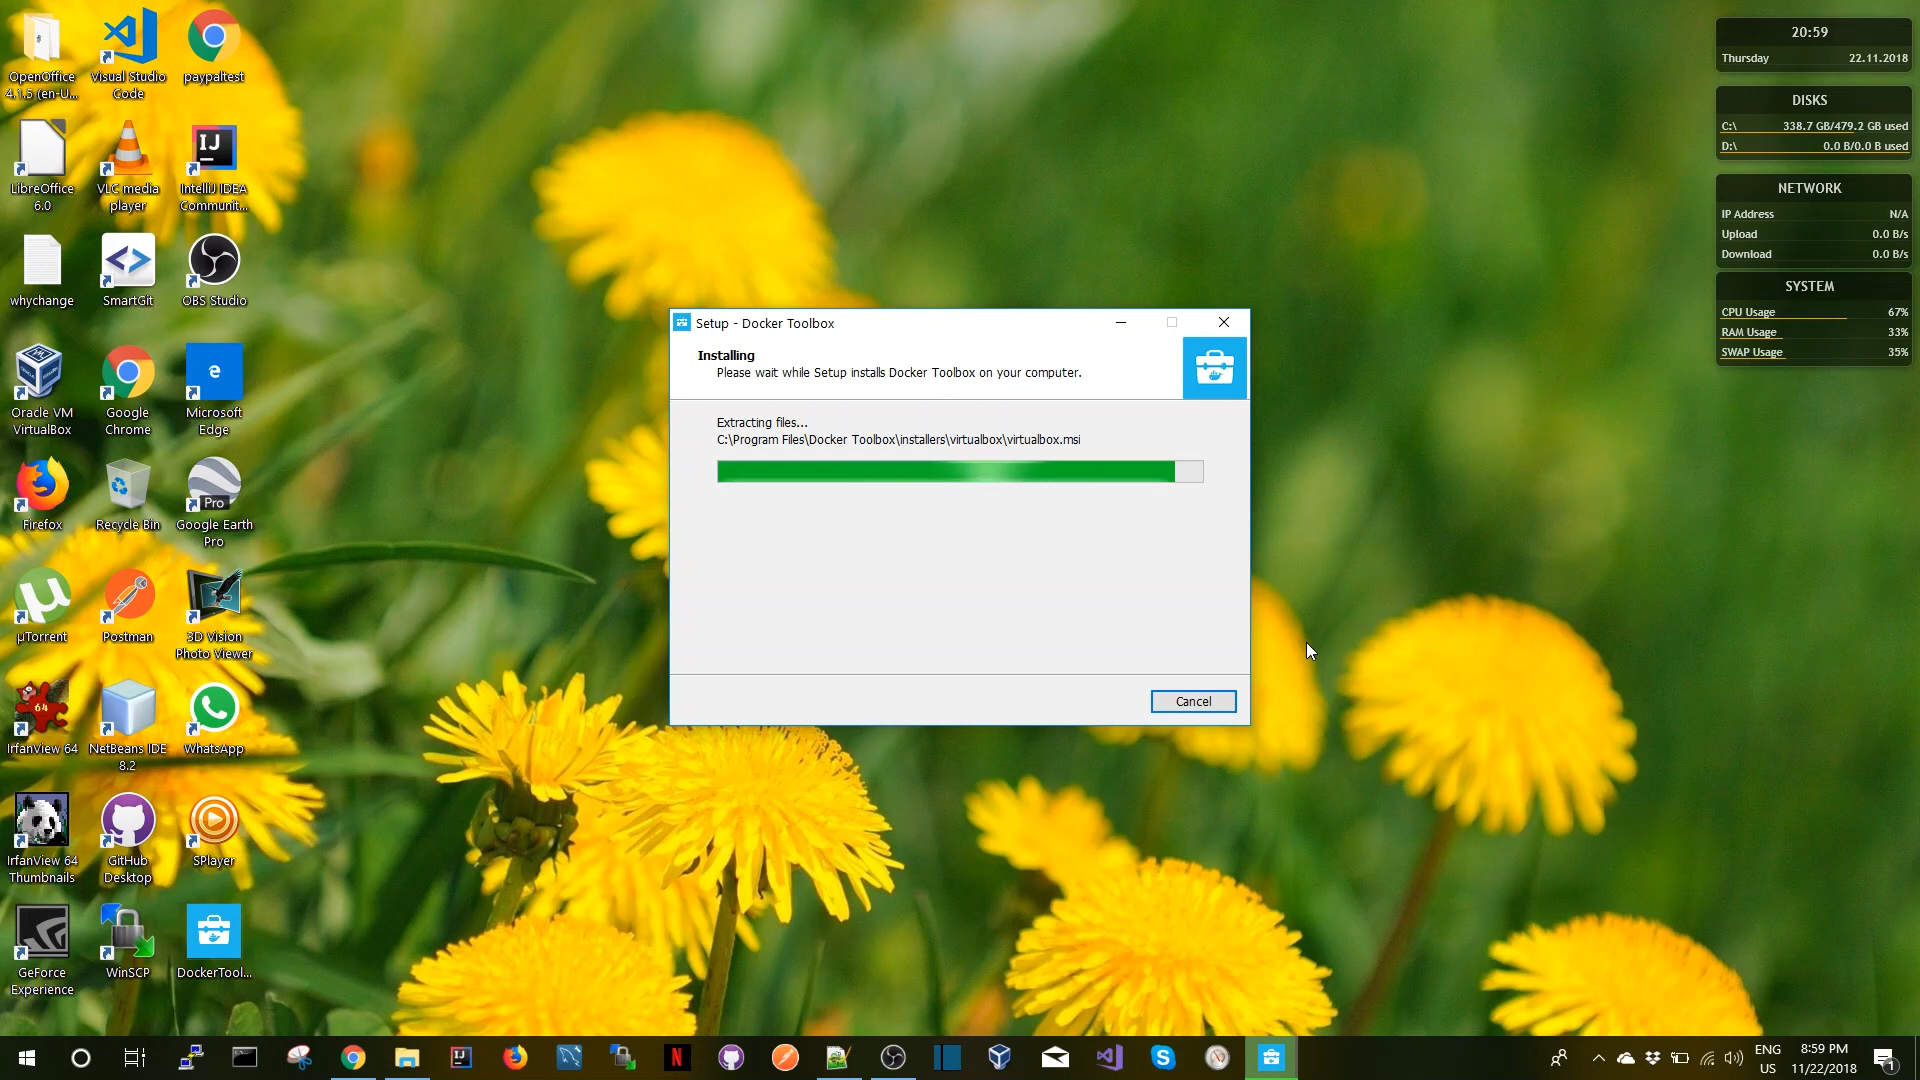 OpenOffice
4.1.5 (en-U...
Visual Studio
Code
paypaltest
LibreOffice
6.0
VLC media
player
IJ
IntelliJ IDEA
Communit...
whychange
SmartGit
OBS Studio
Oracle VM
VirtualBox
Google
Chrome
Microsoft
Edge
Firefox
Recycle Bin
Pro
Google Earth
Pro
µTorrent
Postman
3D Vision
Photo Viewer
64
IrfanView 64
NetBeans IDE
8.2
WhatsApp
IrfanView 64
Thumbnails
GitHub
Desktop
SPlayer
GeForce
Experience
WinSCP
DockerTool...
Setup - Docker Toolbox
Installing
Please wait while Setup installs Docker Toolbox on your computer.
Extracting files...
C:\Program Files\Docker Toolbox\installers\virtualbox\virtualbox.msi
Cancel
20:59
Thursday 22.11.2018
DISKS
C:\ 338.7 GB/479.2 GB used
D:\ 0.0 B/0.0 B used
NETWORK
IP Address N/A
Upload 0.0 B/s
Download 0.0 B/s
SYSTEM
CPU Usage 67%
RAM Usage 33%
SWAP Usage 35%
ENG
US
8:59 PM
11/22/2018
1